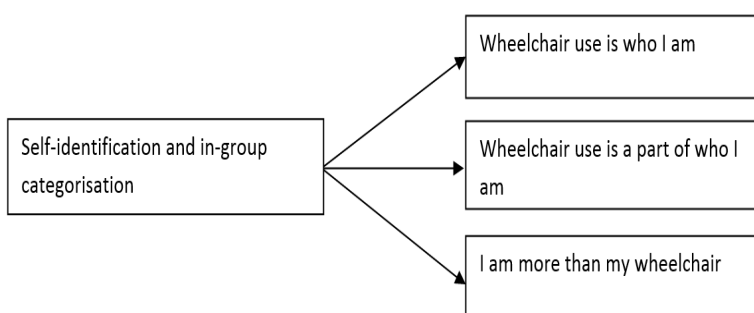 Wheelchair use is who I am
Self-identification and in-group
categorisation
Wheelchair use is a part of who I
am
I am more than my wheelchair